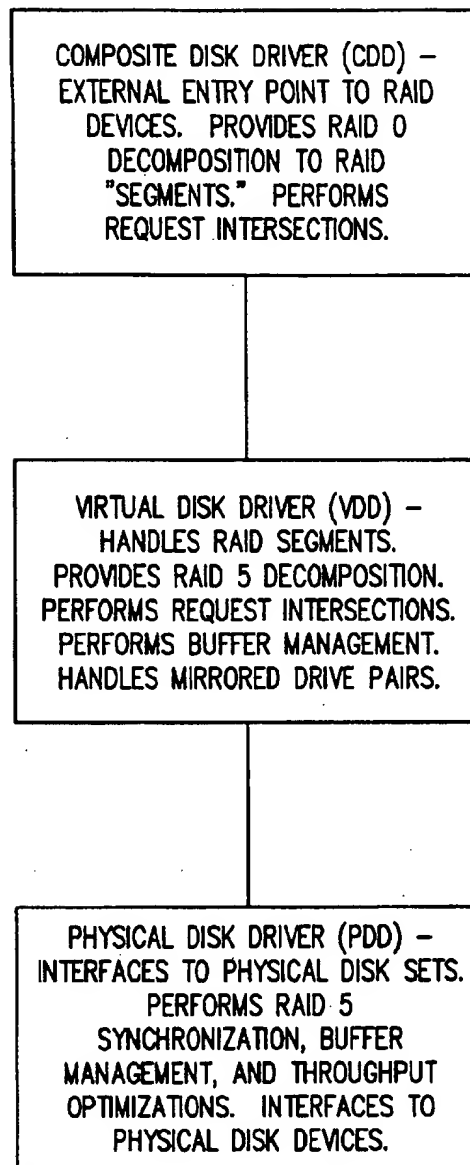 COMPOSITE DISK DRIVER (CDD) –
EXTERNAL ENTRY POINT TO RAID
DEVICES. PROVIDES RAID 0
DECOMPOSITION TO RAID
"SEGMENTS." PERFORMS
REQUEST INTERSECTIONS.
VIRTUAL DISK DRIVER (VDD) –
HANDLES RAID SEGMENTS.
PROVIDES RAID 5 DECOMPOSITION.
PERFORMS REQUEST INTERSECTIONS.
PERFORMS BUFFER MANAGEMENT.
HANDLES MIRRORED DRIVE PAIRS.
PHYSICAL DISK DRIVER (PDD) –
INTERFACES TO PHYSICAL DISK SETS.
PERFORMS RAID 5
SYNCHRONIZATION, BUFFER
MANAGEMENT, AND THROUGHPUT
OPTIMIZATIONS. INTERFACES TO
PHYSICAL DISK DEVICES.